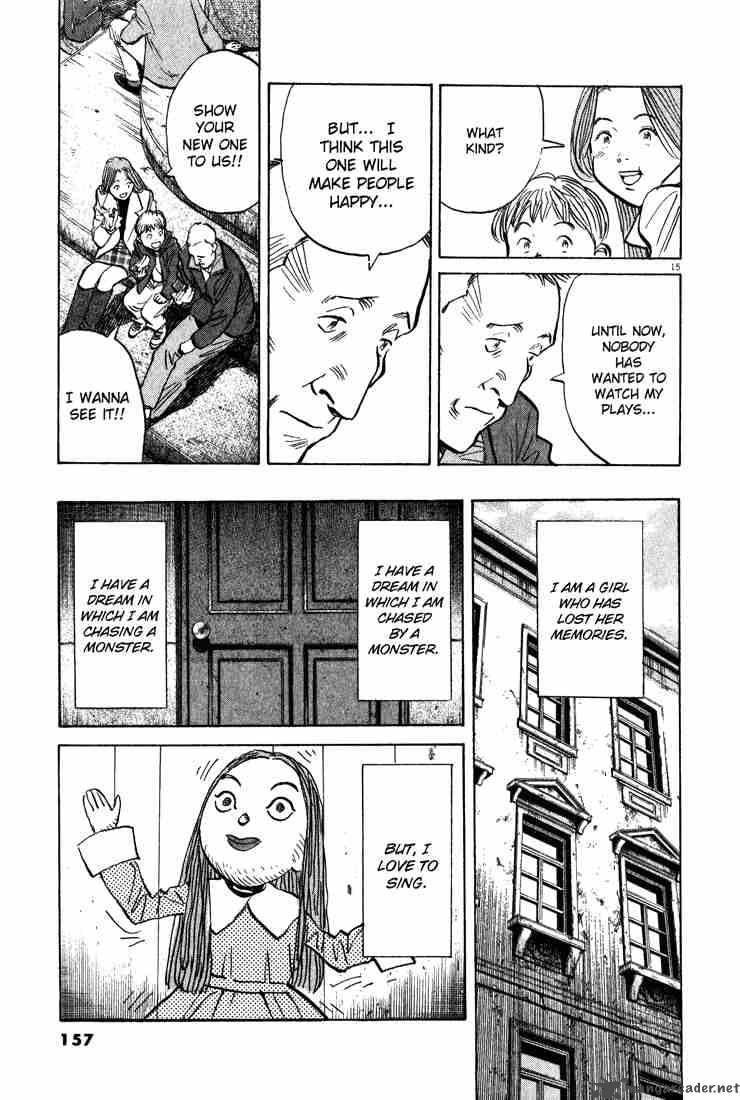 WHAT
KIND?
15
UNTIL NOW,
NOBODY
HAS
WANTED TO
WATCH MY
PLAYS...
BUT... I
THINK THIS
ONE WILL
MAKE PEOPLE
HAPPY...
SHOW
YOUR
NEW ONE
TO US!!
I WANNA
SEE IT!!
I AM A GIRL
WHO HAS
LOST HER
MEMORIES.
I HAVE A
DREAM IN
WHICH I AM
CHASED
BY A
MONSTER.
I HAVE A
DREAM IN
WHICH I AM
CHASING A
MONSTER.
BUT, I
LOVE TO
SING.
157